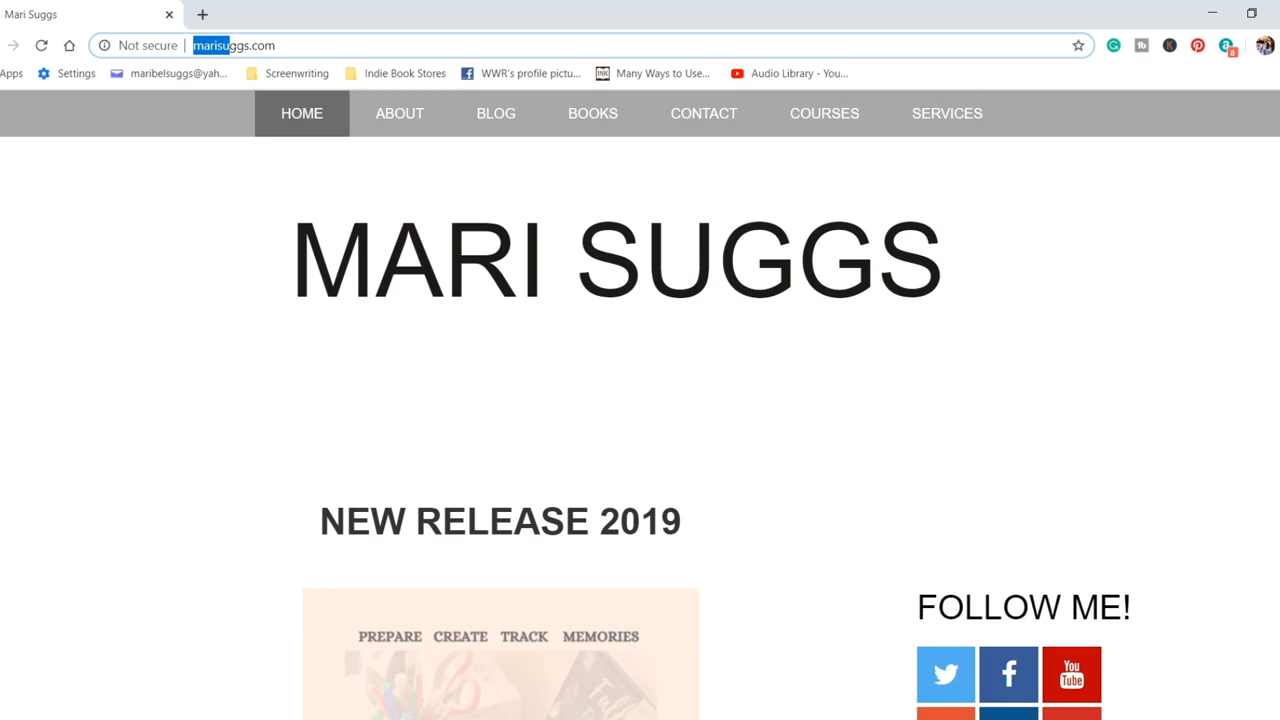 Mari Suggs
Not secure | marisuggs.com
8
Apps Settings maribelsuggs@yah... Screenwriting Indie Book Stores WWR's profile pictu... INK Many Ways to Use... Audio Library - You...
HOME ABOUT BLOG BOOKS CONTACT COURSES SERVICES
MARI SUGGS
NEW RELEASE 2019
PREPARE CREATE TRACK MEMORIES
FOLLOW ME!
You
Tube